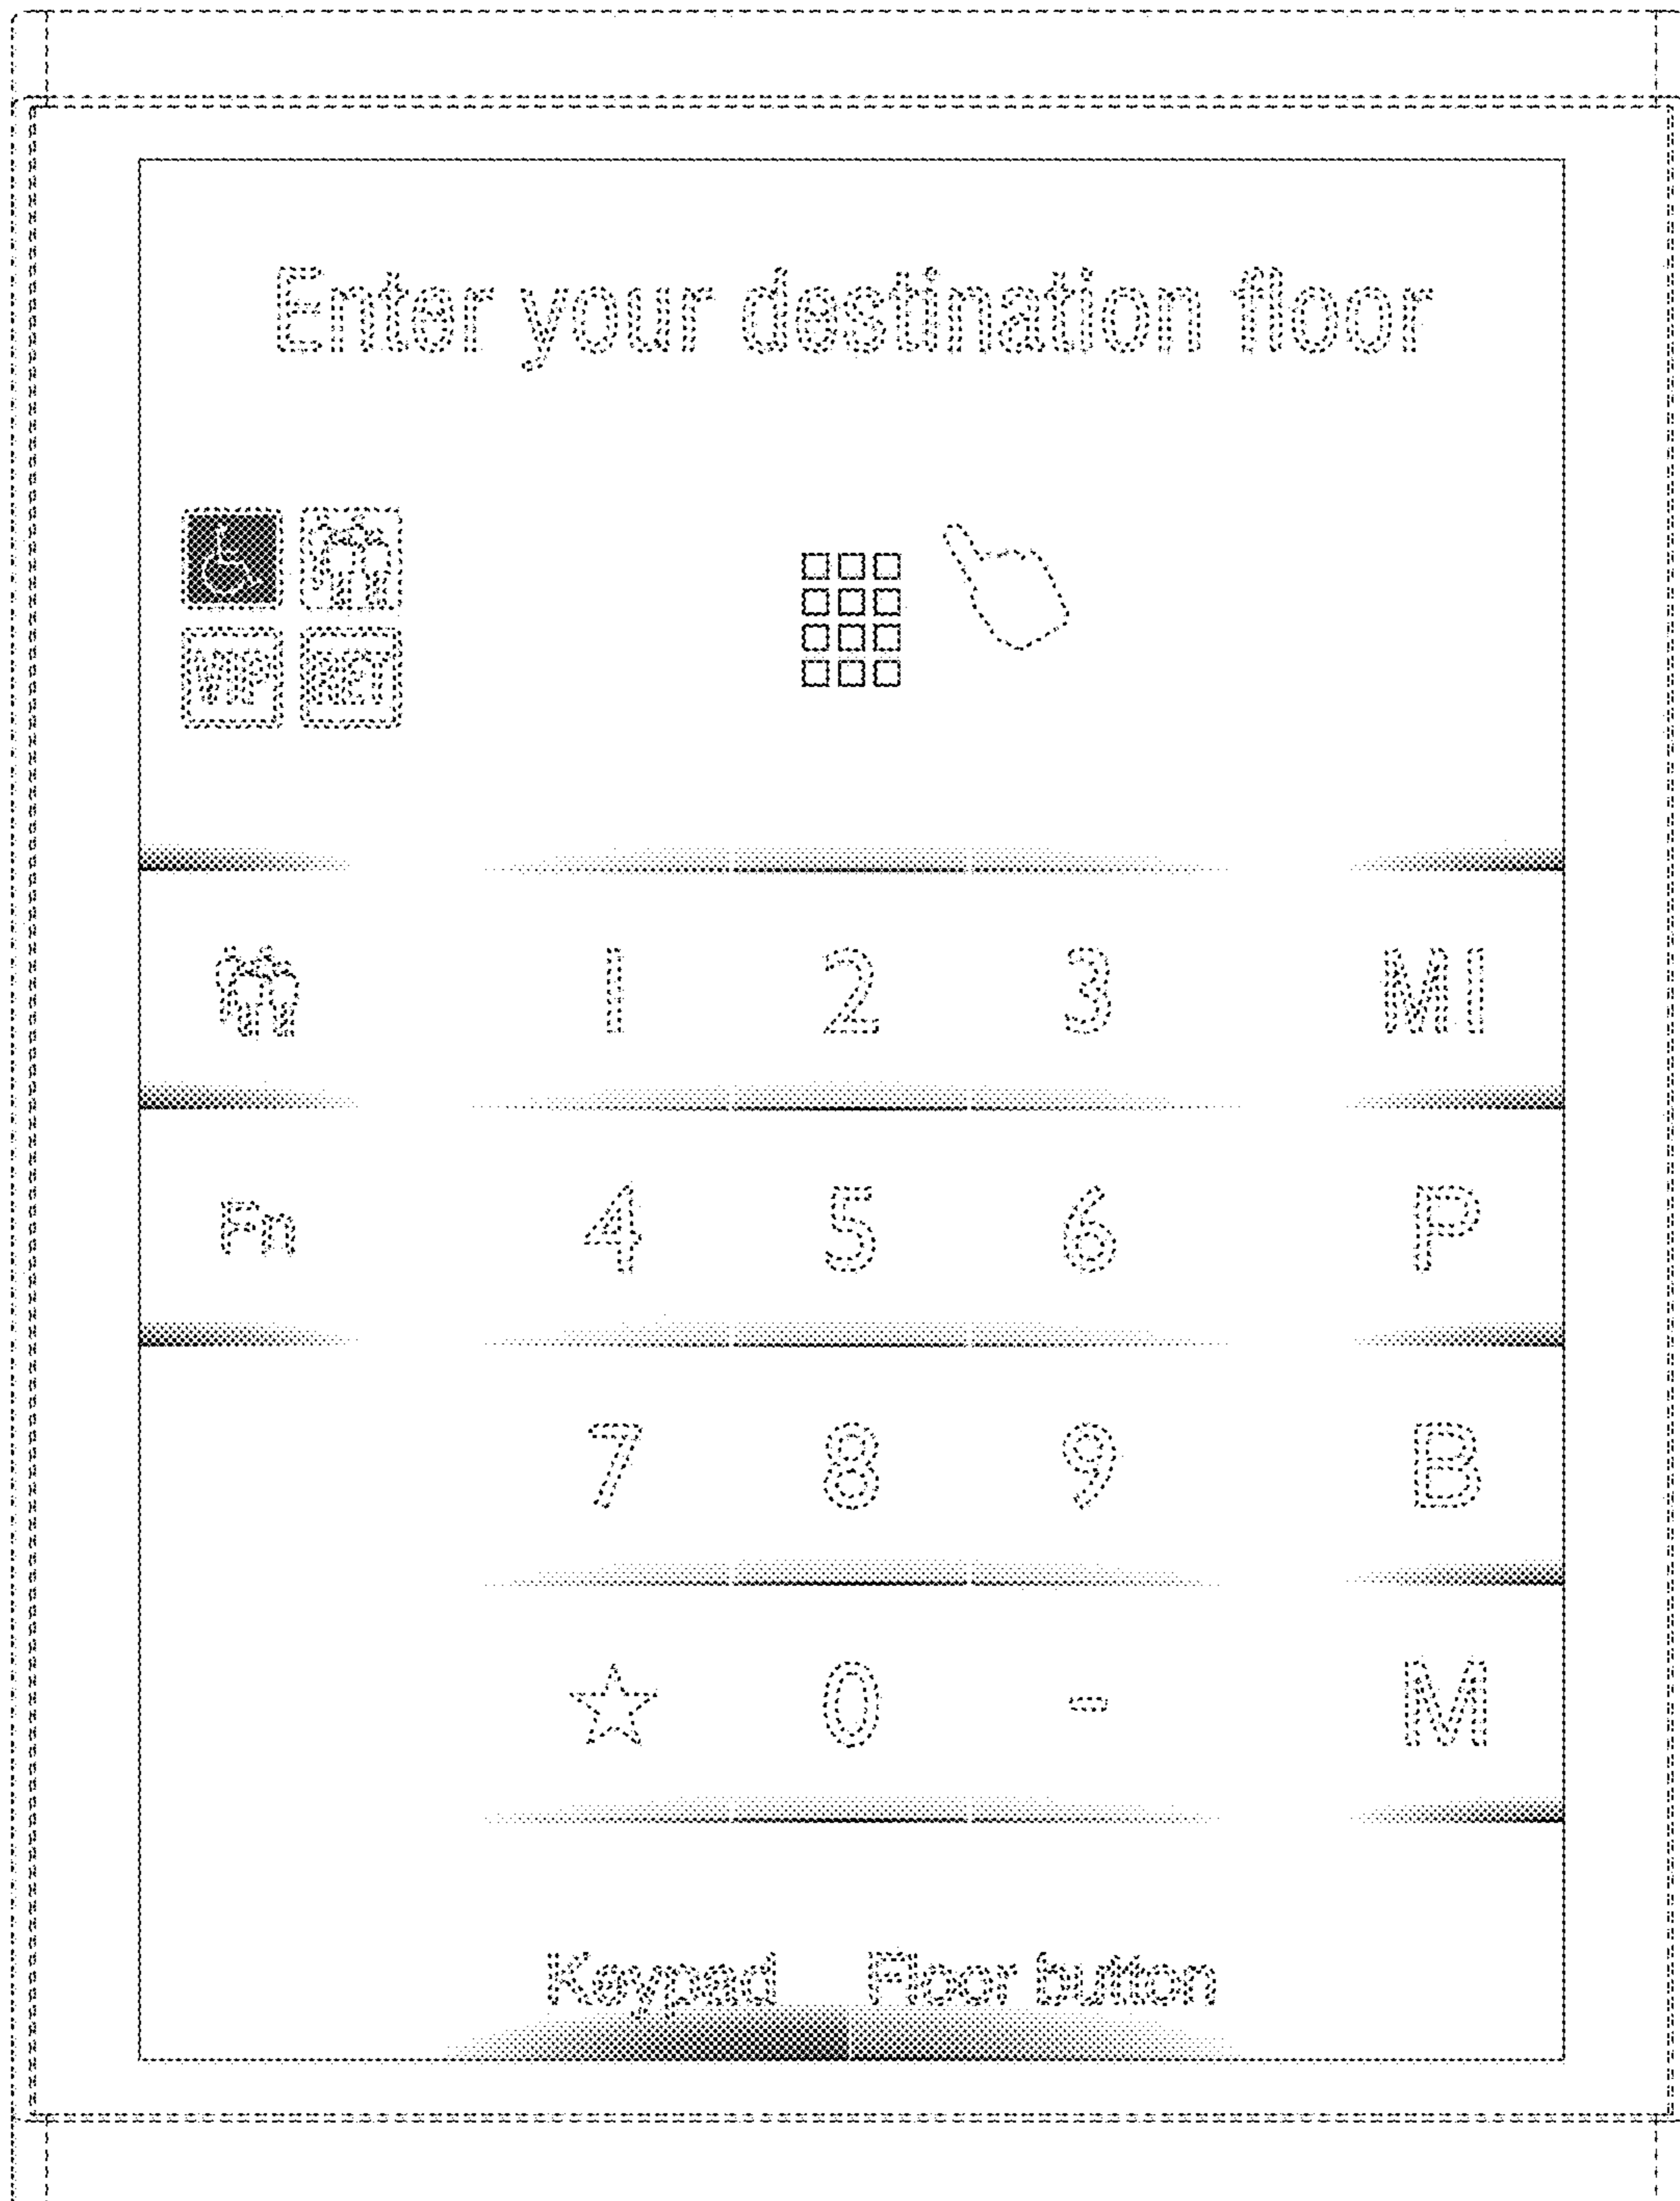 Enter your destination floor
VIP RET
1 2 3 M1
Fn 4 5 6 P
7 8 9 B
0 - M
Keypad Floor button